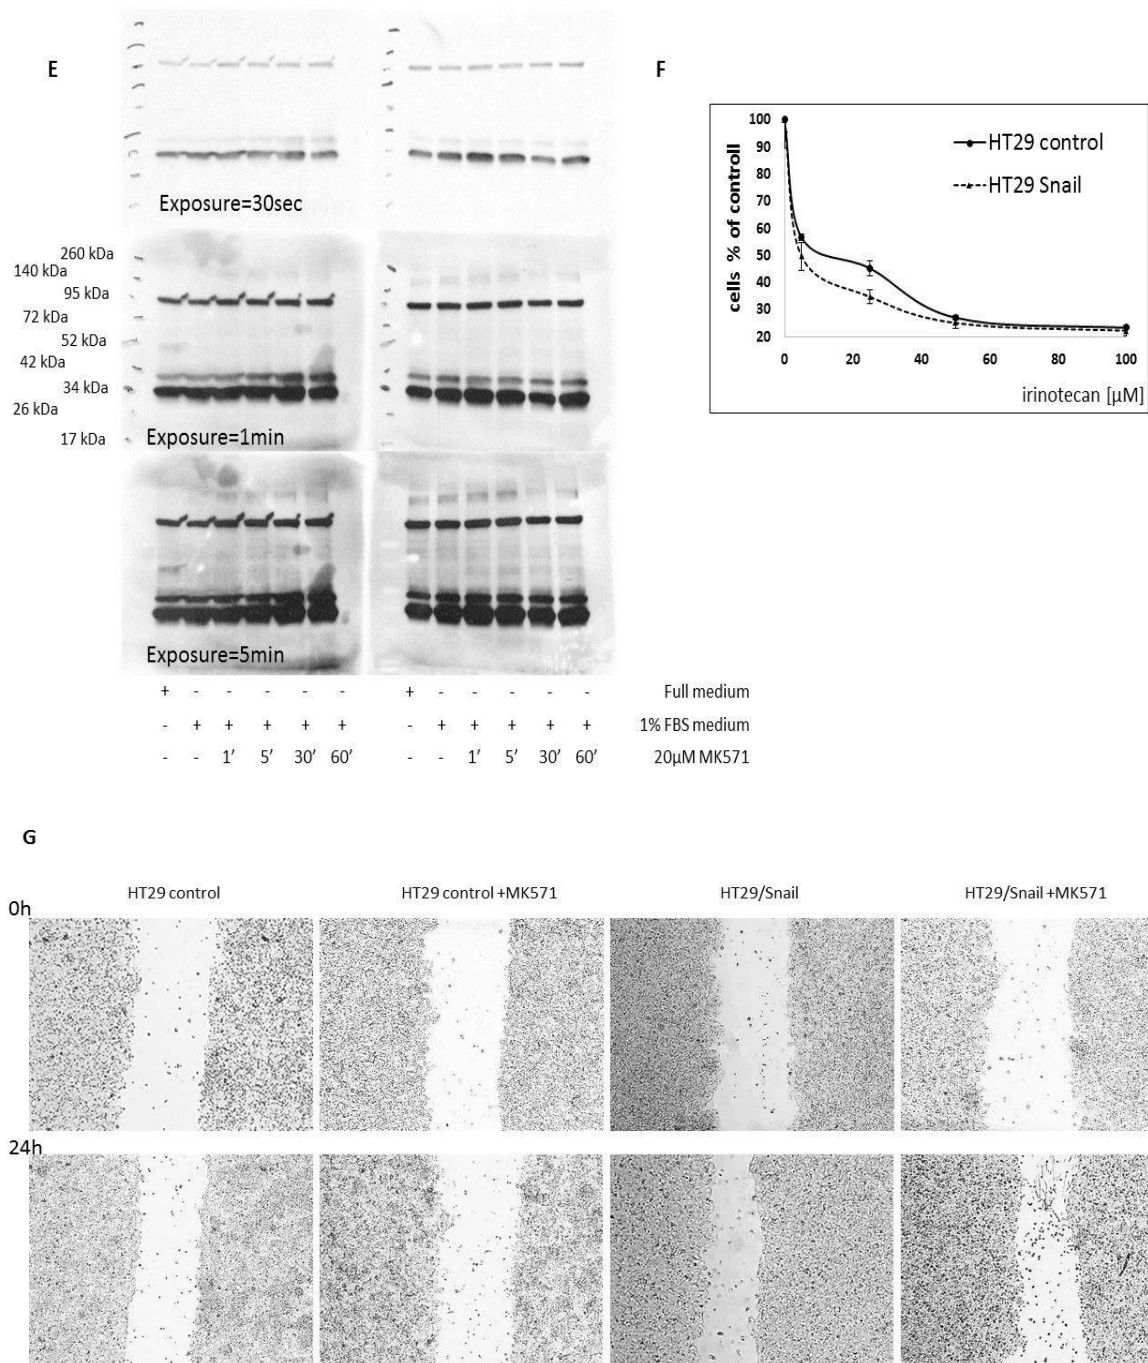 E
Exposure=30sec
260 kDa
140 kDa
95 kDa
72 kDa
52 kDa
42 kDa
34 kDa
26 kDa
17 kDa
Exposure=1min
Exposure=5min
+ - - - - - + - - - - - Full medium
- + + + + + - + + + + + 1% FBS medium
- - 1' 5' 30' 60' - - 1' 5' 30' 60' 20µM MK571
F
cells % of controll
100
90
80
70
60
50
40
30
20
HT29 control
HT29 Snail
0 20 40 60 80 100
irinotecan [µM]
G
HT29 control HT29 control +MK571 HT29/Snail HT29/Snail +MK571
0h
24h